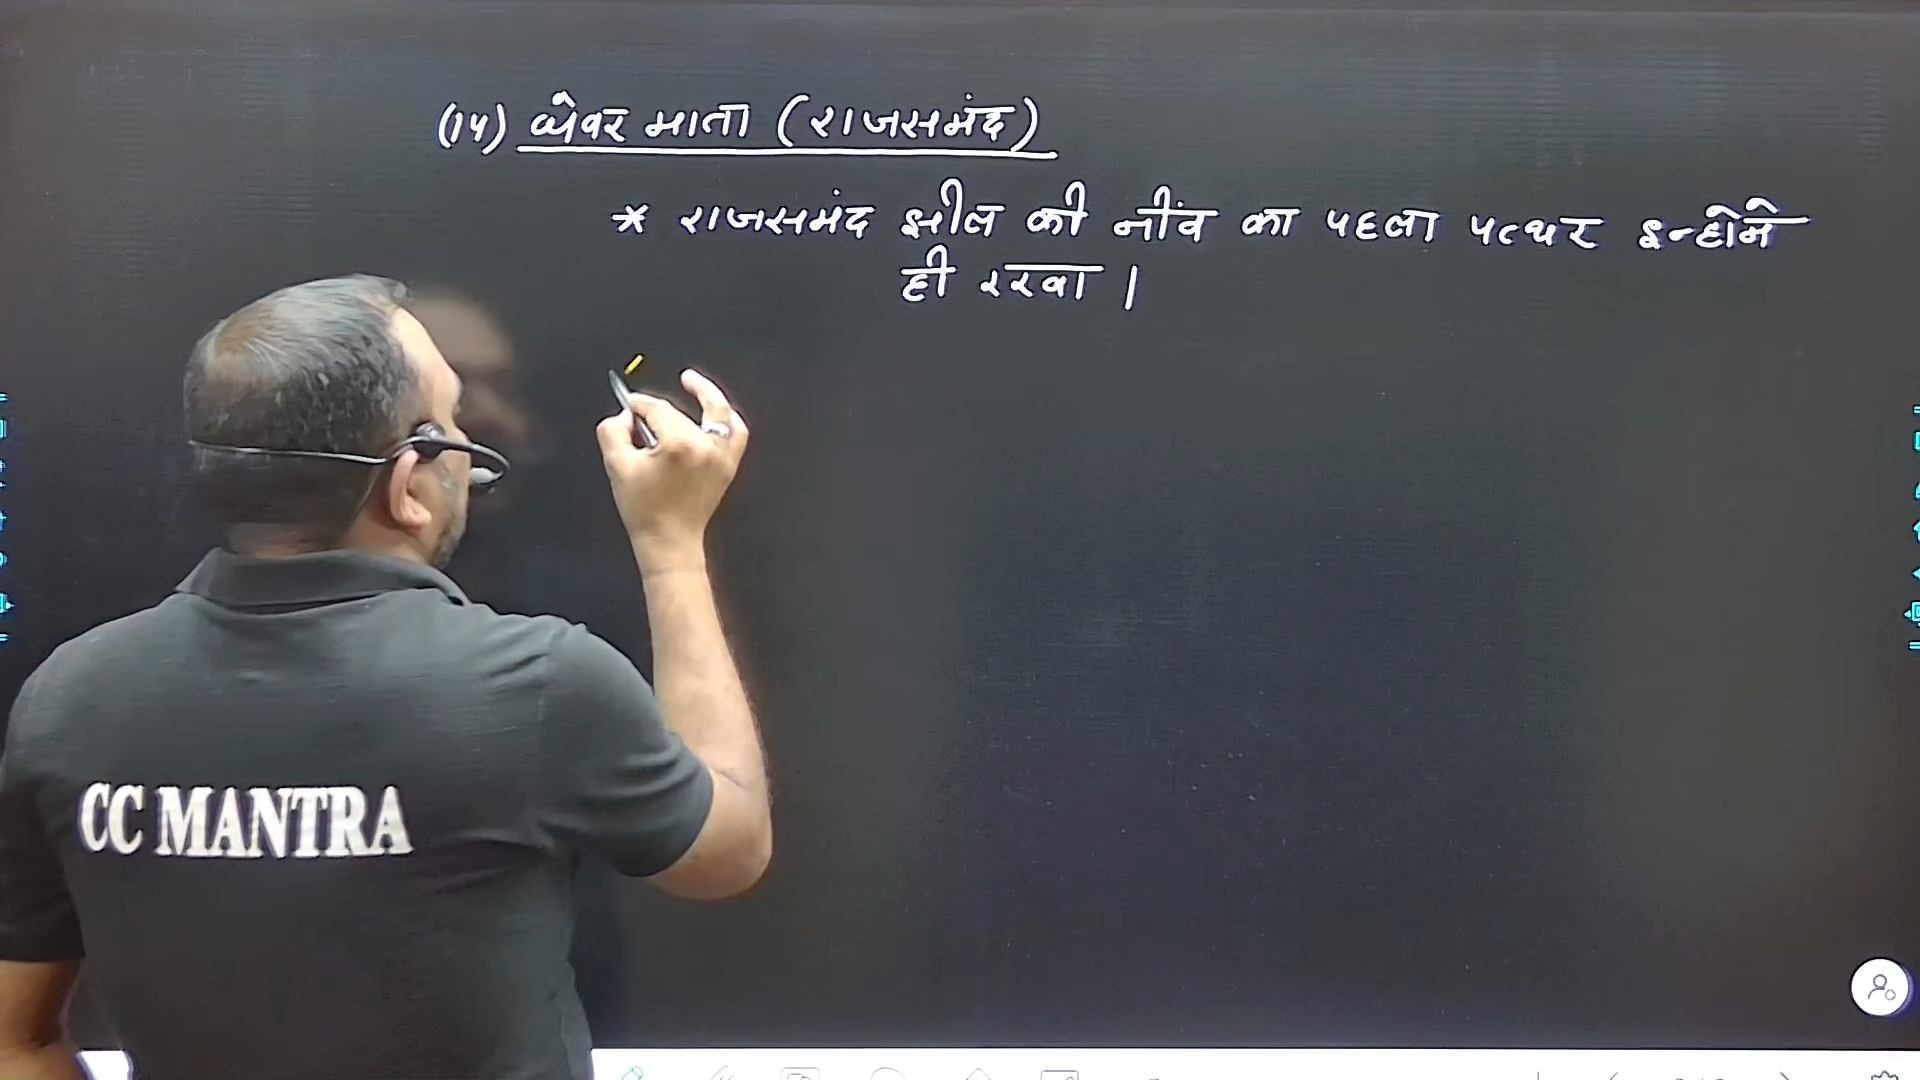 (14) घेवर माता (राजसमंद)
* राजसमंद झील की नींव का पहला पत्थर इन्होंने
ही रखा |
CC MANTRA